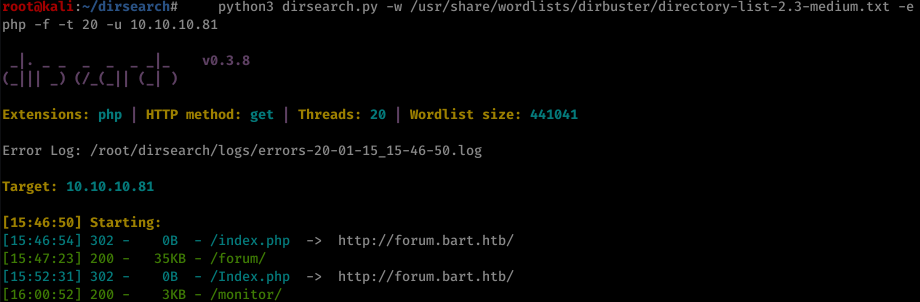 root@kali:~/dirsearch#     python3 dirsearch.py -w /usr/share/wordlists/dirbuster/directory-list-2.3-medium.txt -e
php -f -t 20 -u 10.10.10.81
 _|. _ _  _  _  _ _|_    v0.3.8
(_||| _) (/_(_|| (_| )
Extensions: php | HTTP method: get | Threads: 20 | Wordlist size: 441041
Error Log: /root/dirsearch/logs/errors-20-01-15_15-46-50.log
Target: 10.10.10.81
[15:46:50] Starting:
[15:46:54] 302 -    0B  - /index.php  ->  http://forum.bart.htb/
[15:47:23] 200 -   35KB - /forum/
[15:52:31] 302 -    0B  - /Index.php  ->  http://forum.bart.htb/
[16:00:52] 200 -    3KB - /monitor/